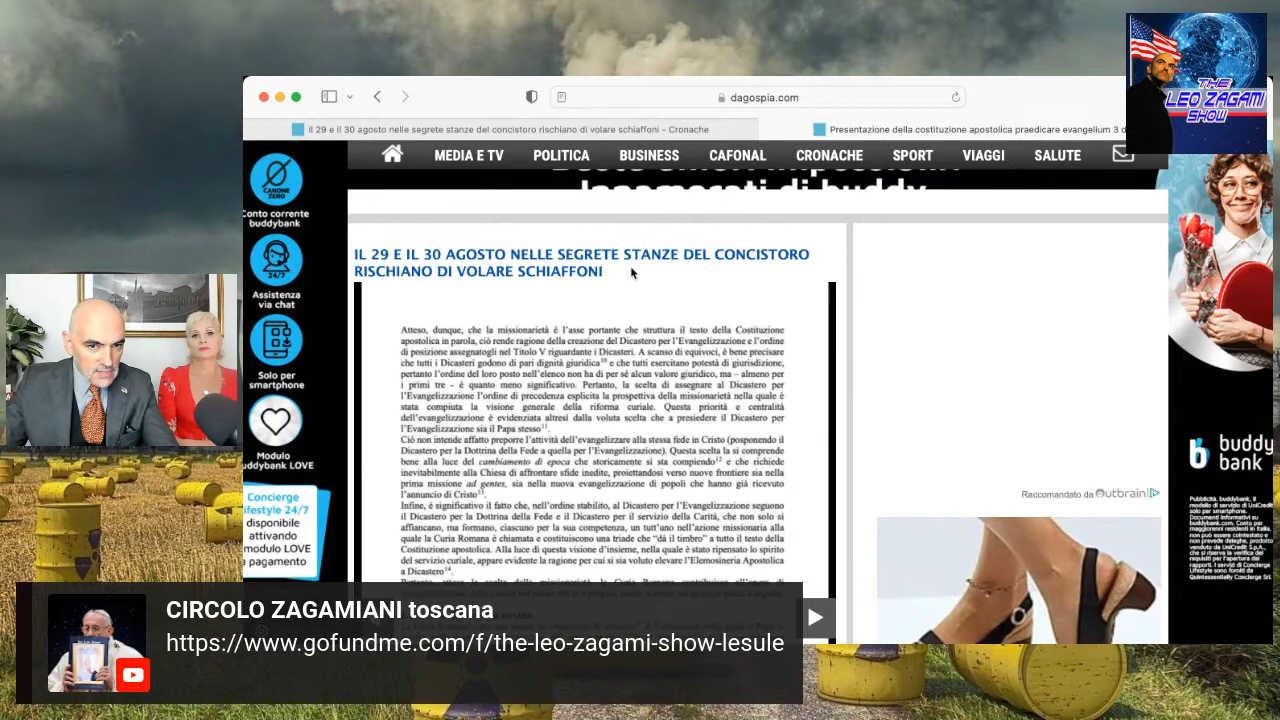 THE
LEO ZAGAMI
SHOW
dagospia.com
Il 29 e il 30 agosto nelle segrete stanze del concistoro rischiano di volare schiaffoni – Cronache
Presentazione della costituzione apostolica praedicare evangelium 3 d
MEDIA E TV
POLITICA
BUSINESS
CAFONAL
CRONACHE
SPORT
VIAGGI
SALUTE
CANONE
ZERO
Conto corrente
buddybank
24/7
Assistenza
via chat
Solo per
smartphone
Modulo
uddybank LOVE
Concierge
ifestyle 24/7
disponibile
attivando
modulo LOVE
a pagamento
IL 29 E IL 30 AGOSTO NELLE SEGRETE STANZE DEL CONCISTORO
RISCHIANO DI VOLARE SCHIAFFONI
Atteso, dunque, che la missionarietà è l'asse portante che struttura il testo della Costituzione
apostolica in parola, ciò rende ragione della creazione del Dicastero per l'Evangelizzazione e l'ordine
di posizione assegnatogli nel Titolo V riguardante i Dicasteri. A scanso di equivoci, è bene precisare
che tutti i Dicasteri godono di pari dignità giuridica10 e che tutti esercitano potestà di giurisdizione,
pertanto l'ordine del loro posto nell'elenco non ha di per sé alcun valore giuridico, ma – almeno per
i primi tre - è quanto meno significativo. Pertanto, la scelta di assegnare al Dicastero per
l'Evangelizzazione l'ordine di precedenza esplicita la prospettiva della missionarietà nella quale è
stata compiuta la visione generale della riforma curiale. Questa priorità e centralità
dell'evangelizzazione è evidenziata altresì dalla voluta scelta che a presiedere il Dicastero per
l'Evangelizzazione sia il Papa stesso11.
Ciò non intende affatto preporre l'attività dell'evangelizzare alla stessa fede in Cristo (posponendo il
Dicastero per la Dottrina della Fede a quella per l'Evangelizzazione). Questa scelta la si comprende
bene alla luce del cambiamento di epoca che storicamente si sta compiendo12 e che richiede
inevitabilmente alla Chiesa di affrontare sfide inedite, proiettandosi verso nuove frontiere sia nella
prima missione ad gentes, sia nella nuova evangelizzazione di popoli che hanno già ricevuto
l'annuncio di Cristo13.
Infine, è significativo il fatto che, nell'ordine stabilito, al Dicastero per l'Evangelizzazione seguono
il Dicastero per la Dottrina della Fede e il Dicastero per il servizio della Carità, che non solo si
affiancano, ma formano, ciascuno per la sua competenza, un tutt'uno nell'azione missionaria alla
quale la Curia Romana è chiamata e costituiscono una triade che "dà il timbro" a tutto il testo della
Costituzione apostolica. Alla luce di questa visione d'insieme, nella quale è stato ripensato lo spirito
del servizio curiale, appare evidente la ragione per cui si sia voluto elevare l'Elemosineria Apostolica
a Dicastero14.
Raccomandato da Outbrain
buddy
bank
CIRCOLO ZAGAMIANI toscana
https://www.gofundme.com/f/the-leo-zagami-show-lesule